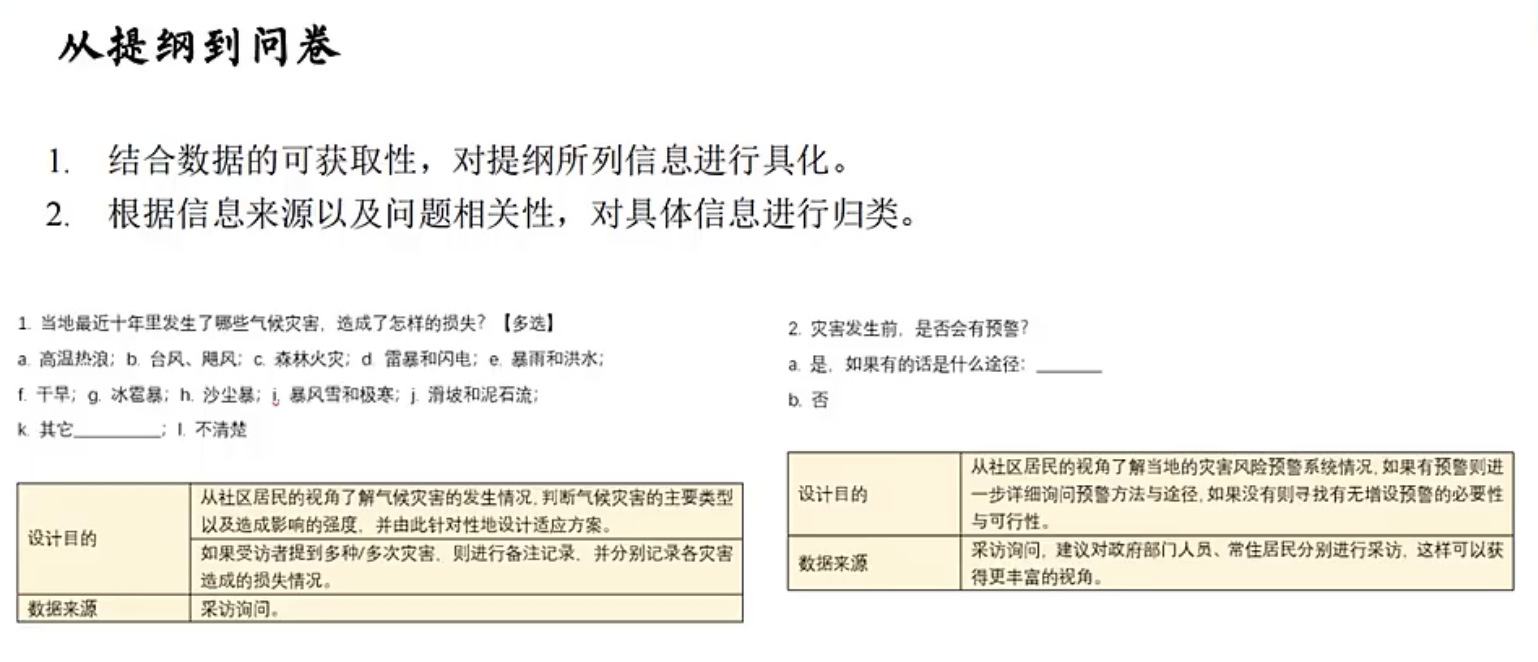 从提纲到问卷
1. 结合数据的可获取性，对提纲所列信息进行具化。
2. 根据信息来源以及问题相关性，对具体信息进行归类。
1. 当地最近十年里发生了哪些气候灾害，造成了怎样的损失？【多选】
a. 高温热浪；b. 台风、飓风；c. 森林火灾；d. 雷暴和闪电；e. 暴雨和洪水；
f. 干旱；g. 冰雹暴；h. 沙尘暴；i. 暴风雪和极寒；j. 滑坡和泥石流；
k. 其它_________；l. 不清楚
设计目的
从社区居民的视角了解气候灾害的发生情况，判断气候灾害的主要类型
以及造成影响的强度，并由此针对性地设计适应方案。
如果受访者提到多种/多次灾害，则进行备注记录，并分别记录各灾害
造成的损失情况。
数据来源
采访询问。
2. 灾害发生前，是否会有预警？
a. 是，如果有的话是什么途径：_______
b. 否
设计目的
从社区居民的视角了解当地的灾害风险预警系统情况，如果有预警则进
一步详细询问预警方法与途径，如果没有则寻找有无增设预警的必要性
与可行性。
数据来源
采访询问，建议对政府部门人员、常住居民分别进行采访，这样可以获
得更丰富的视角。